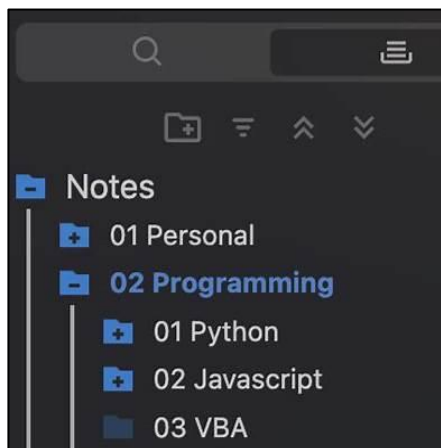 Notes
01 Personal
02 Programming
01 Python
02 Javascript
03 VBA